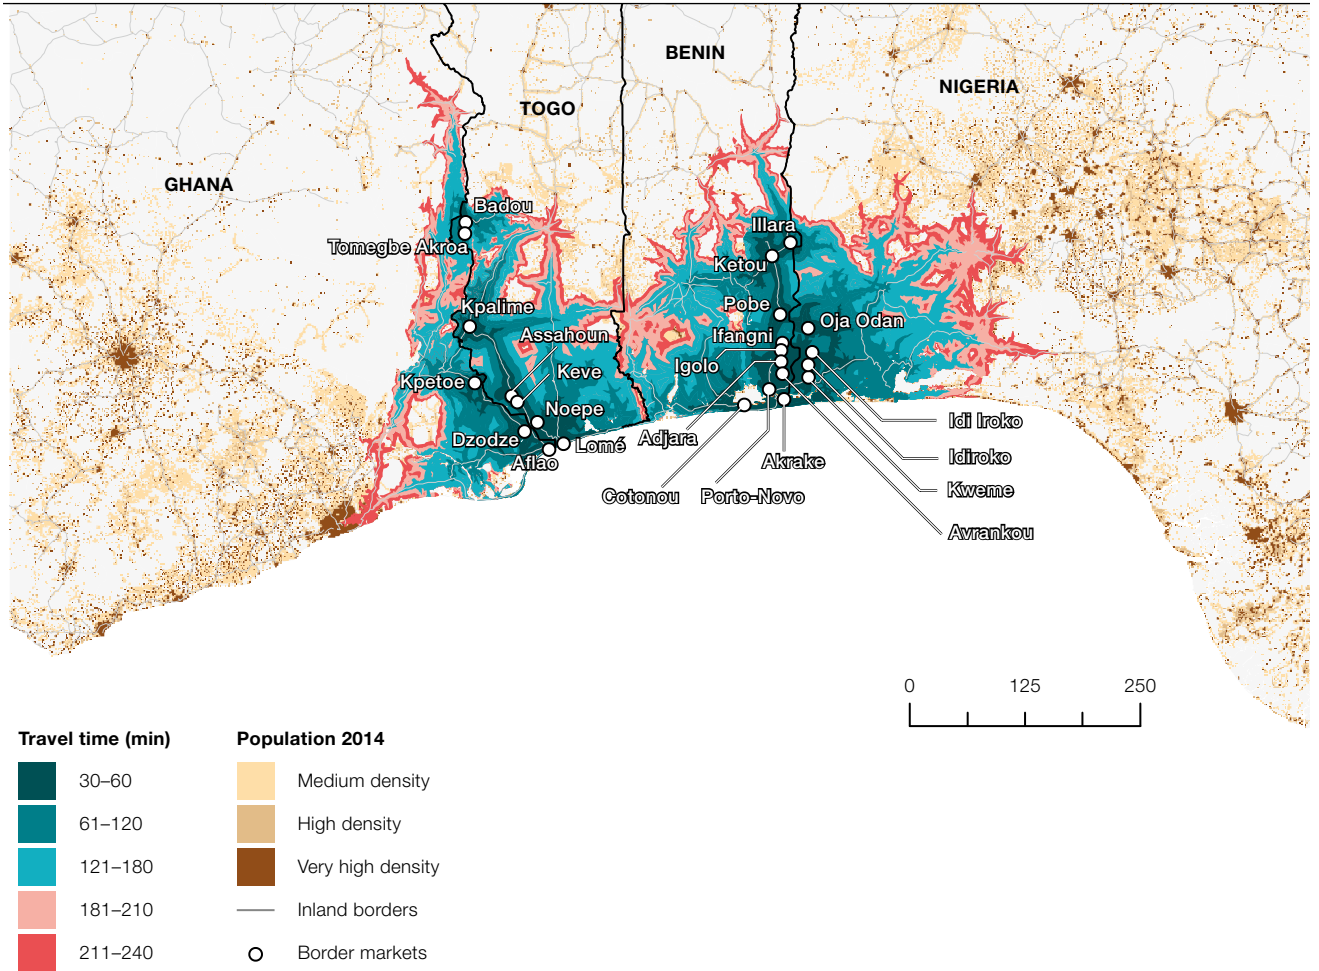 BENIN
NIGERIA
TOGO
GHANA
Badou
Illara
Tomegbe Akroa
Ketou
Kpalime
Pobe
Oja Odan
Assahoun
Ifangni
Igolo
Keve
Kpetoe
Noepe
Idi Iroko
Dzodze
Lomé
Adjara
Aflao
Akrake
Idiroko
Cotonou
Porto-Novo
Kweme
Avrankou
0 125 250
Travel time (min)
30–60
61–120
121–180
181–210
211–240
Population 2014
Medium density
High density
Very high density
Inland borders
Border markets